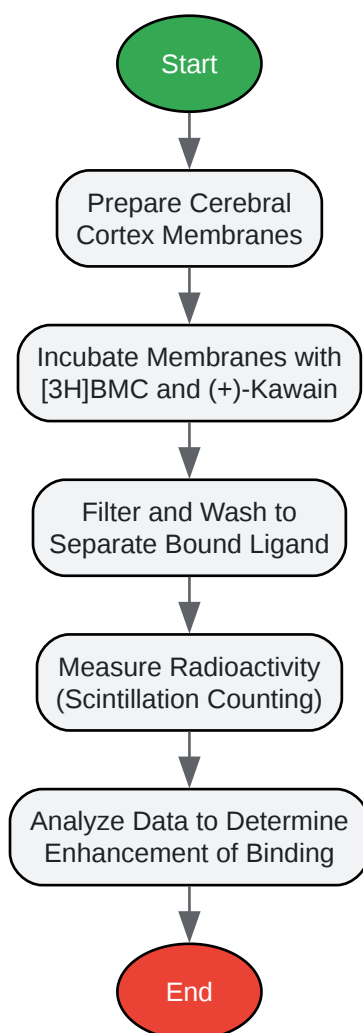 Start
Prepare Cerebral
Cortex Membranes
Incubate Membranes with
[3H]BMC and (+)-Kawain
Filter and Wash to
Separate Bound Ligand
Measure Radioactivity
(Scintillation Counting)
Analyze Data to Determine
Enhancement of Binding
End